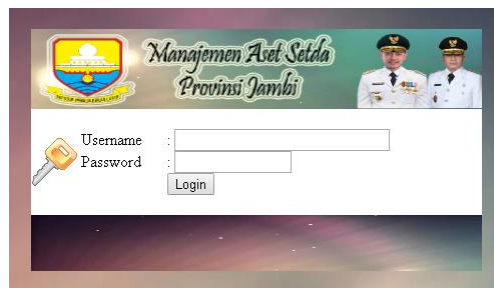 Manajemen Aset Setda
Provinsi Jambi
Username :
Password :
Login